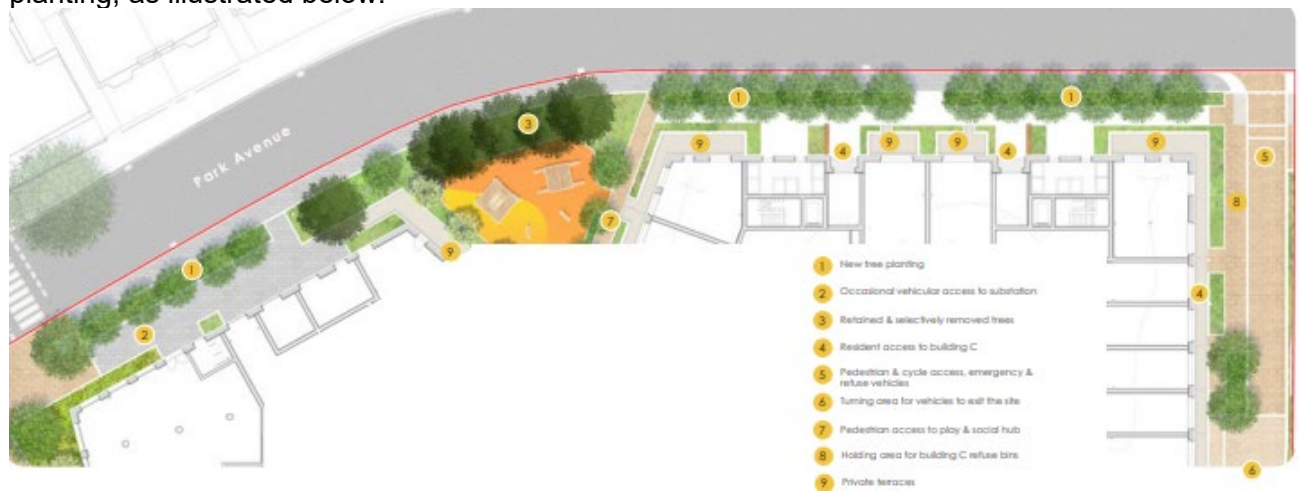 planting, as illustrated below.
Park Avenue
3
1
1
9
4
9
9
4
9
5
7
8
9
1
4
2
6
1 New tree planting
2 Occasional vehicular access to substation
3 Retained & selectively removed trees
4 Resident access to building C
5 Pedestrian & cycle access, emergency &
refuse vehicles
6 Turning area for vehicles to exit the site
7 Pedestrian access to play & social hub
8 Holding area for building C refuse bins
9 Private terraces